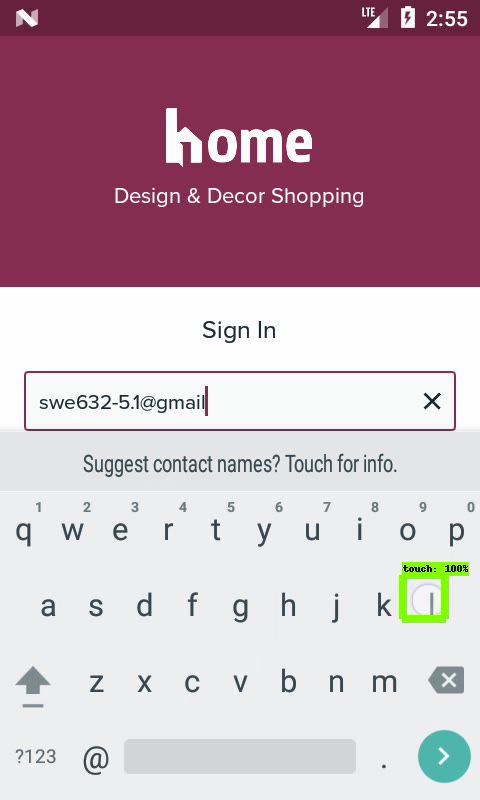 LTE 2:55
home
Design & Decor Shopping
Sign In
swe632-5.1@gmail
Suggest contact names? Touch for info.
1 2 3 4 5 6 7 8 9 0
q w e r t y u i o p
touch: 100%
a s d f g h j k l
z x c v b n m
?123 @ .